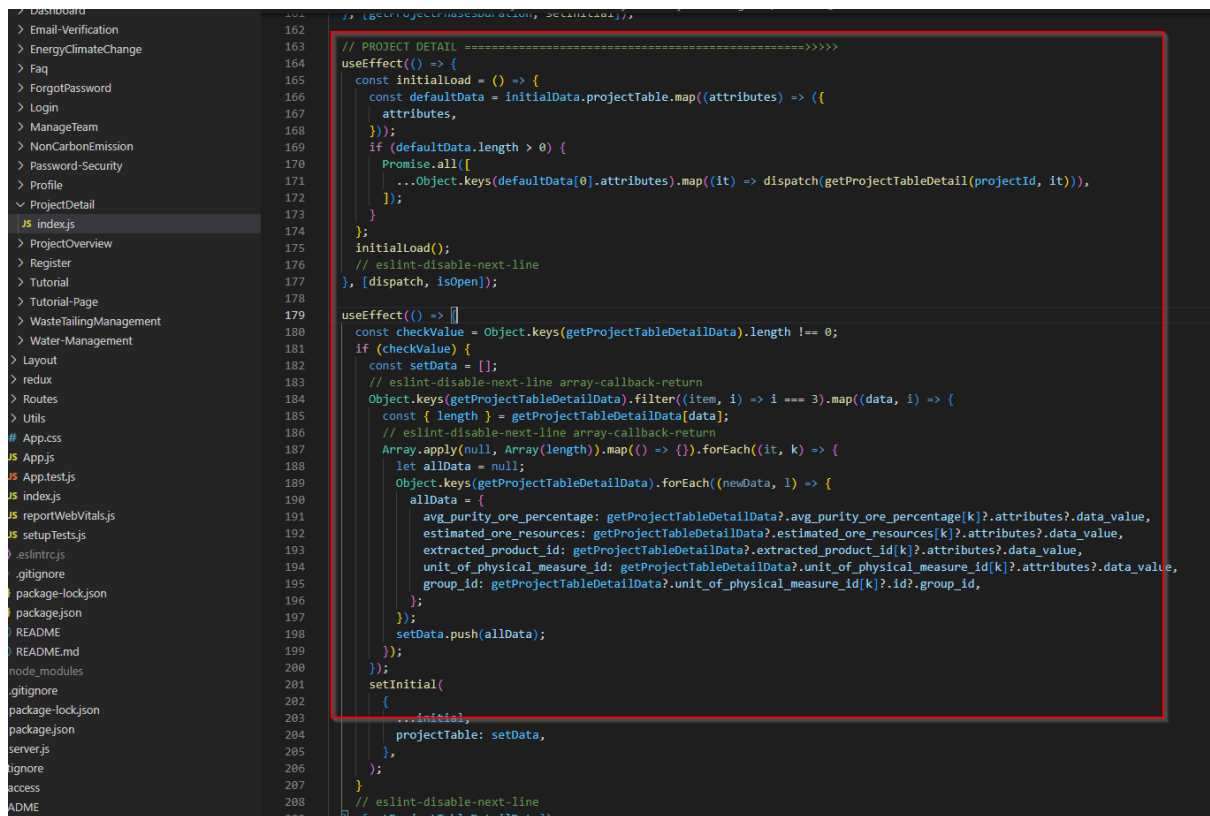 Dashboard
Email-Verification
EnergyClimateChange
Faq
ForgotPassword
Login
ManageTeam
NonCarbonEmission
Password-Security
Profile
ProjectDetail
JS index.js
ProjectOverview
Register
Tutorial
Tutorial-Page
WasteTailingManagement
Water-Management
Layout
redux
Routes
Utils
# App.css
JS App.js
JS App.test.js
JS index.js
JS reportWebVitals.js
JS setupTests.js
.eslintrc.js
.gitignore
package-lock.json
package.json
README
README.md
node_modules
.gitignore
package-lock.json
package.json
server.js
tignore
access
ADME
161 }, [getProjectPhasesDuration, setInitial]);
162
163 // PROJECT DETAIL ==================================================>>>>>
164 useEffect(() => {
165 const initialLoad = () => {
166 const defaultData = initialData.projectTable.map((attributes) => ({
167 attributes,
168 }));
169 if (defaultData.length > 0) {
170 Promise.all([
171 ...Object.keys(defaultData[0].attributes).map((it) => dispatch(getProjectTableDetail(projectId, it))),
172 ]);
173 }
174 };
175 initialLoad();
176 // eslint-disable-next-line
177 }, [dispatch, isOpen]);
178
179 useEffect(() => {
180 const checkValue = Object.keys(getProjectTableDetailData).length !== 0;
181 if (checkValue) {
182 const setData = [];
183 // eslint-disable-next-line array-callback-return
184 Object.keys(getProjectTableDetailData).filter((item, i) => i === 3).map((data, i) => {
185 const { length } = getProjectTableDetailData[data];
186 // eslint-disable-next-line array-callback-return
187 Array.apply(null, Array(length)).map(() => {}).forEach((it, k) => {
188 let allData = null;
189 Object.keys(getProjectTableDetailData).forEach((newData, l) => {
190 allData = {
191 avg_purity_ore_percentage: getProjectTableDetailData?.avg_purity_ore_percentage[k]?.attributes?.data_value,
192 estimated_ore_resources: getProjectTableDetailData?.estimated_ore_resources[k]?.attributes?.data_value,
193 extracted_product_id: getProjectTableDetailData?.extracted_product_id[k]?.attributes?.data_value,
194 unit_of_physical_measure_id: getProjectTableDetailData?.unit_of_physical_measure_id[k]?.attributes?.data_value,
195 group_id: getProjectTableDetailData?.unit_of_physical_measure_id[k]?.id?.group_id,
196 };
197 });
198 setData.push(allData);
199 });
200 });
201 setInitial(
202 {
203 ...initial,
204 projectTable: setData,
205 },
206 );
207 }
208 // eslint-disable-next-line